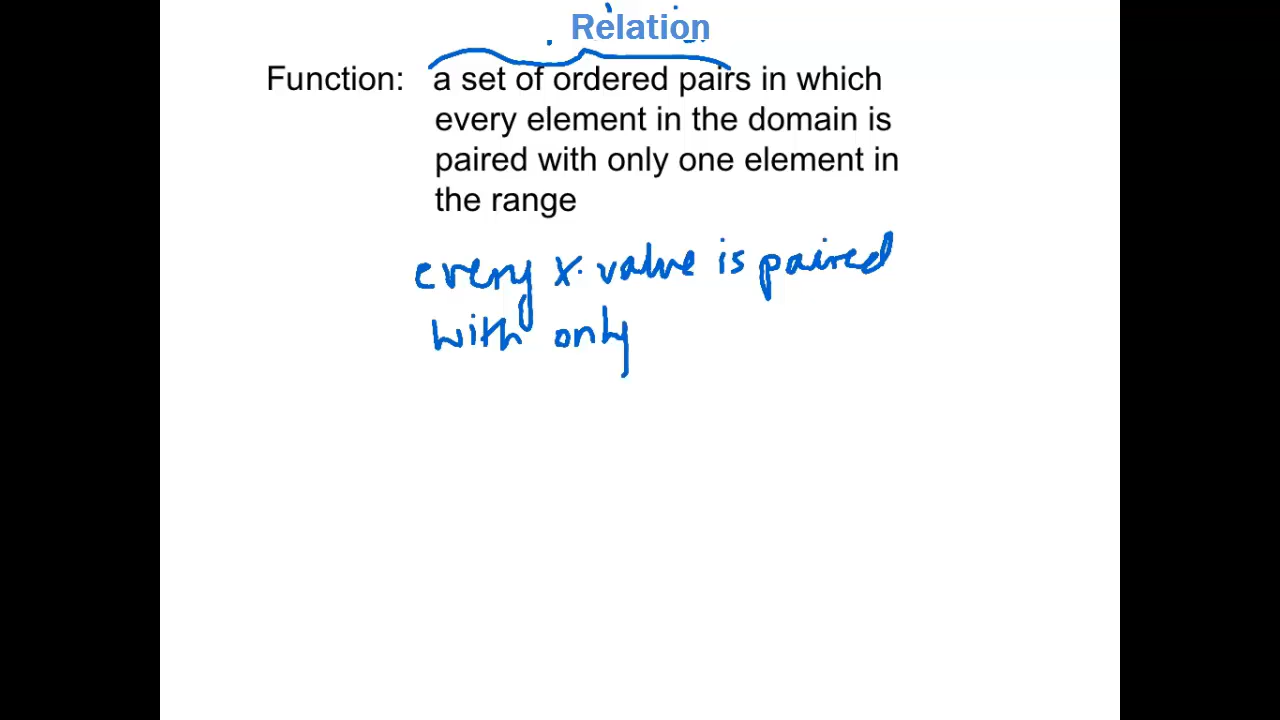 Relation
Function: a set of ordered pairs in which
every element in the domain is
paired with only one element in
the range
every x-value is paired
with only